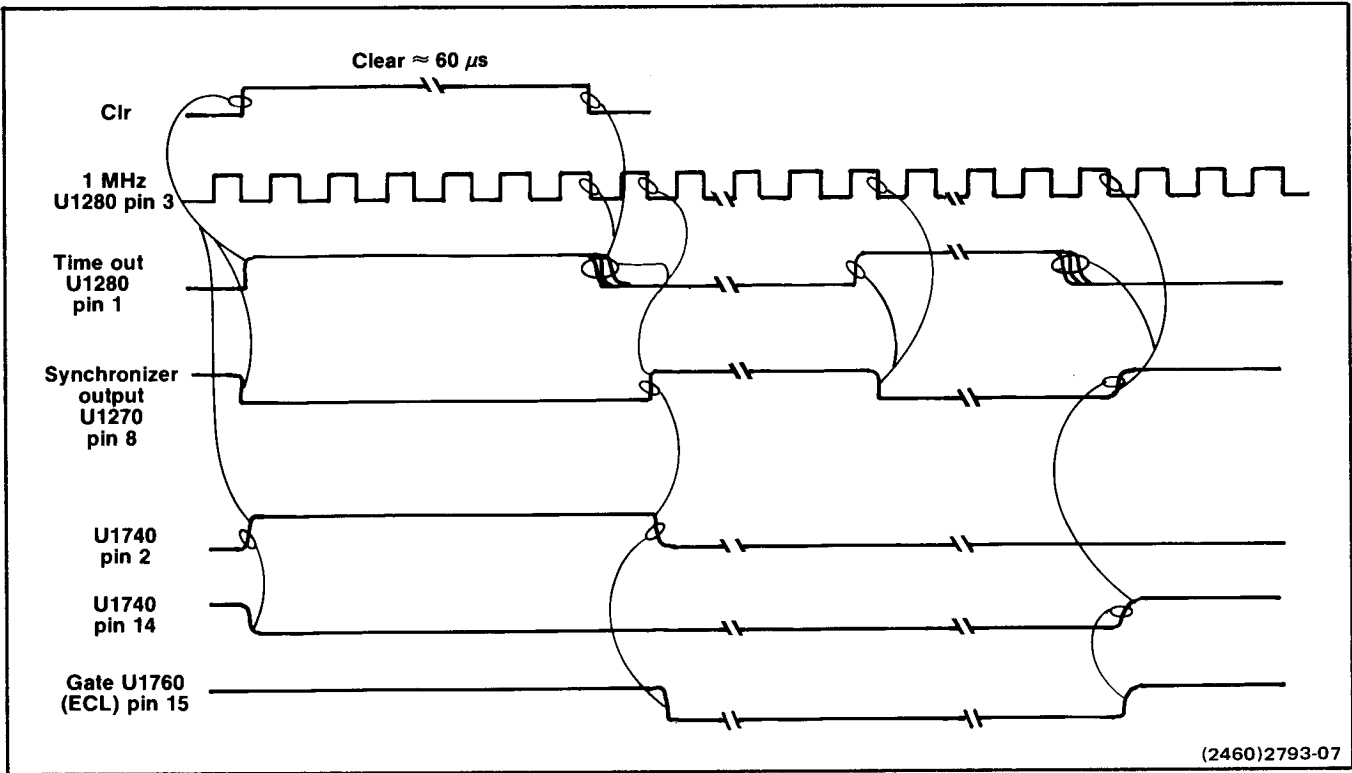 Clear ≈ 60 μs
Clr
1 MHz
U1280 pin 3
Time out
U1280
pin 1
Synchronizer
output
U1270
pin 8
U1740
pin 2
U1740
pin 14
Gate U1760
(ECL) pin 15
(2460)2793-07